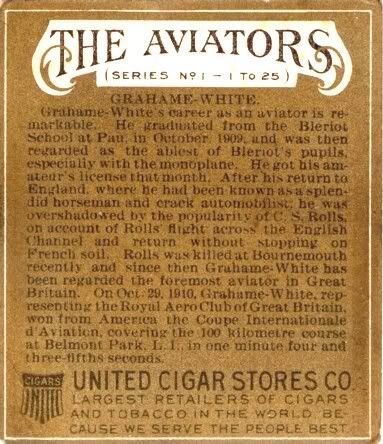 THE AVIATORS
(SERIES Nº 1 - 1 TO 25)
GRAHAME-WHITE.
Grahame-White's career as an aviator is re-
markable. He graduated from the Bleriot
School at Pau, in October, 1909, and was then
regarded as the ablest of Bleriot's pupils,
especially with the monoplane. He got his am-
ateur's license that month. After his return to
England, where he had been known as a splen-
did horseman and crack automobilist, he was
overshadowed by the popularity of C. S. Rolls,
on account of Rolls' flight across the English
Channel and return without stopping on
French soil. Rolls was killed at Bournemouth
recently and since then Grahame-White has
been regarded the foremost aviator in Great
Britain. On Oct. 29, 1910, Grahame-White, rep-
resenting the Royal Aero Club of Great Britain,
won from America the Coupe Internationale
d'Aviation, covering the 100 kilometre course
at Belmont Park, L. I., in one minute four and
three-fifths seconds.
CIGARS
UNITED
UNITED CIGAR STORES CO.
LARGEST RETAILERS OF CIGARS
AND TOBACCO IN THE WORLD BE-
CAUSE WE SERVE THE PEOPLE BEST